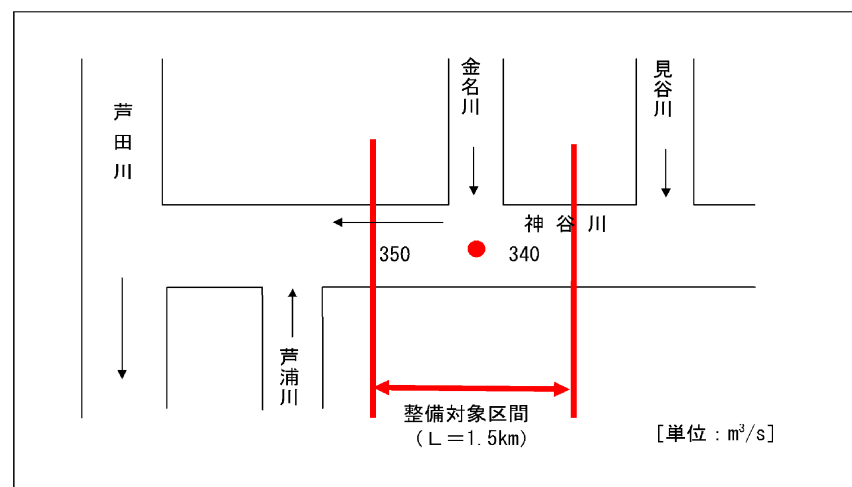 芦田川
金名川
見谷川
神谷川
350
340
芦浦川
整備対象区間
(L=1.5km)
[単位:m³/s]